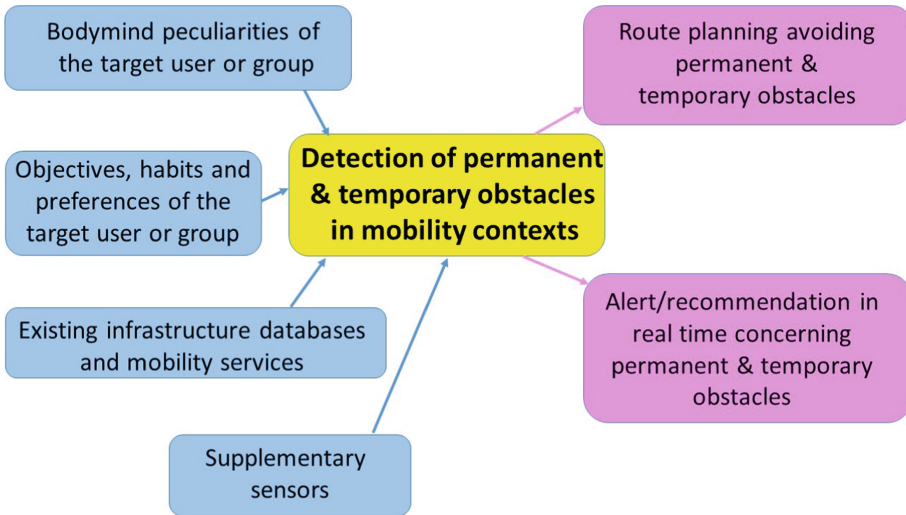 Bodymind peculiarities of
the target user or group
Objectives, habits and
preferences of the
target user or group
Existing infrastructure databases
and mobility services
Supplementary
sensors
Detection of permanent
& temporary obstacles
in mobility contexts
Route planning avoiding
permanent &
temporary obstacles
Alert/recommendation in
real time concerning
permanent & temporary
obstacles